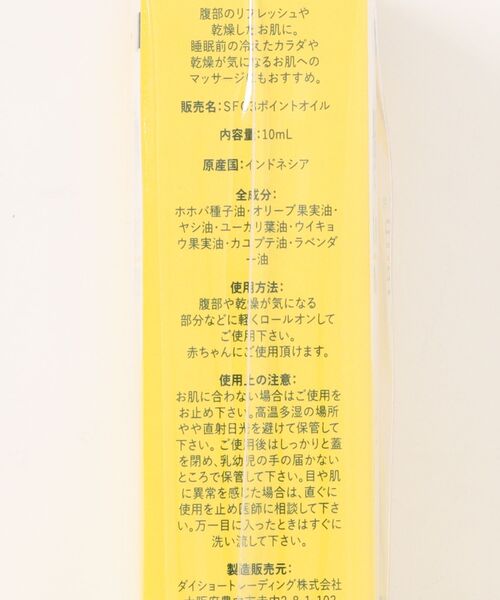 腹部のリフレッシュや
乾燥したお肌に。
睡眠前の冷えたカラダや
乾燥が気になるお肌への
マッサージにもおすすめ。
販売名：SFC3ポイントオイル
内容量：10mL
原産国：インドネシア
全成分：
ホホバ種子油・オリーブ果実油・
ヤシ油・ユーカリ葉油・ウイキョ
ウ果実油・カユプテ油・ラベンダ
ー油
使用方法：
腹部や乾燥が気になる
部分などに軽くロールオンして
ご使用下さい。
赤ちゃんにご使用頂けます。
使用上の注意：
お肌に合わない場合はご使用を
お止め下さい。高温多湿の場所
やや直射日光を避けて保管して
下さい。ご使用後はしっかりと蓋
を閉め、乳幼児の手の届かない
ところで保管して下さい。目や肌
に異常を感じた場合は、直ぐに
使用を止め医師に相談して下さ
い。万一目に入ったときはすぐに
洗い流して下さい。
製造販売元：
ダイショートレーディング株式会社